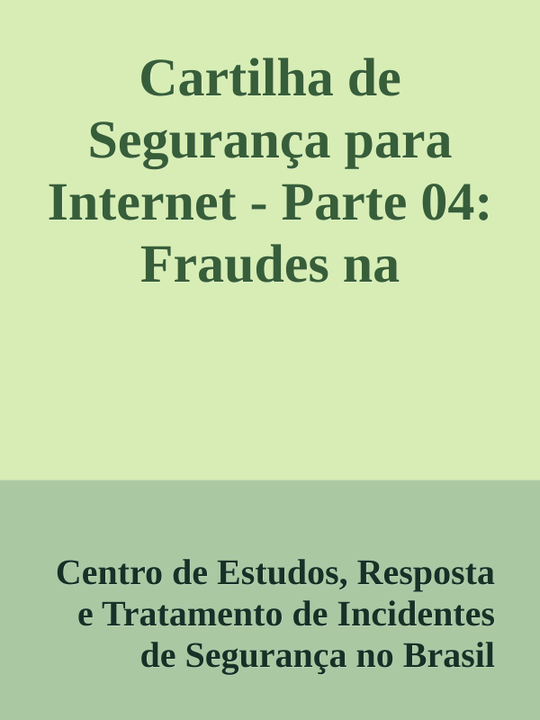 Cartilha de
Segurança para
Internet - Parte 04:
Fraudes na
Centro de Estudos, Resposta
e Tratamento de Incidentes
de Segurança no Brasil